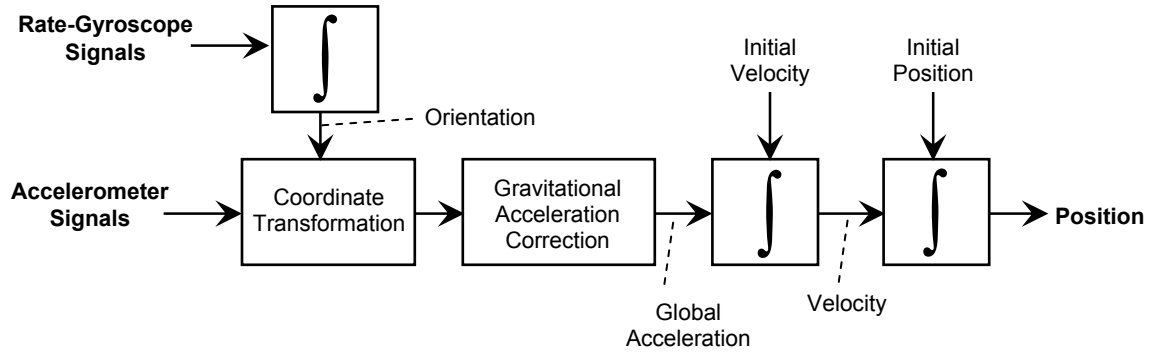 Rate-Gyroscope
Signals
∫
Orientation
Initial
Velocity
Initial
Position
Accelerometer
Signals
Coordinate
Transformation
Gravitational
Acceleration
Correction
∫
∫
Position
Global
Acceleration
Velocity